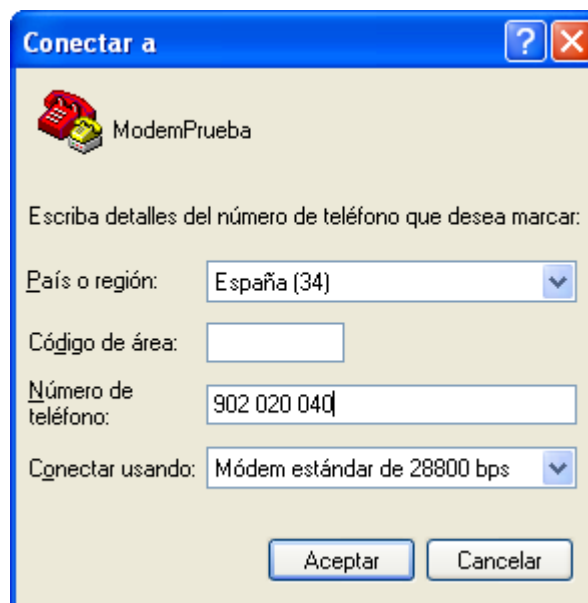 Conectar a
ModemPrueba
Escriba detalles del número de teléfono que desea marcar:
País o región: España (34)
Código de área:
Número de
teléfono: 902 020 040
Conectar usando: Módem estándar de 28800 bps
Aceptar Cancelar